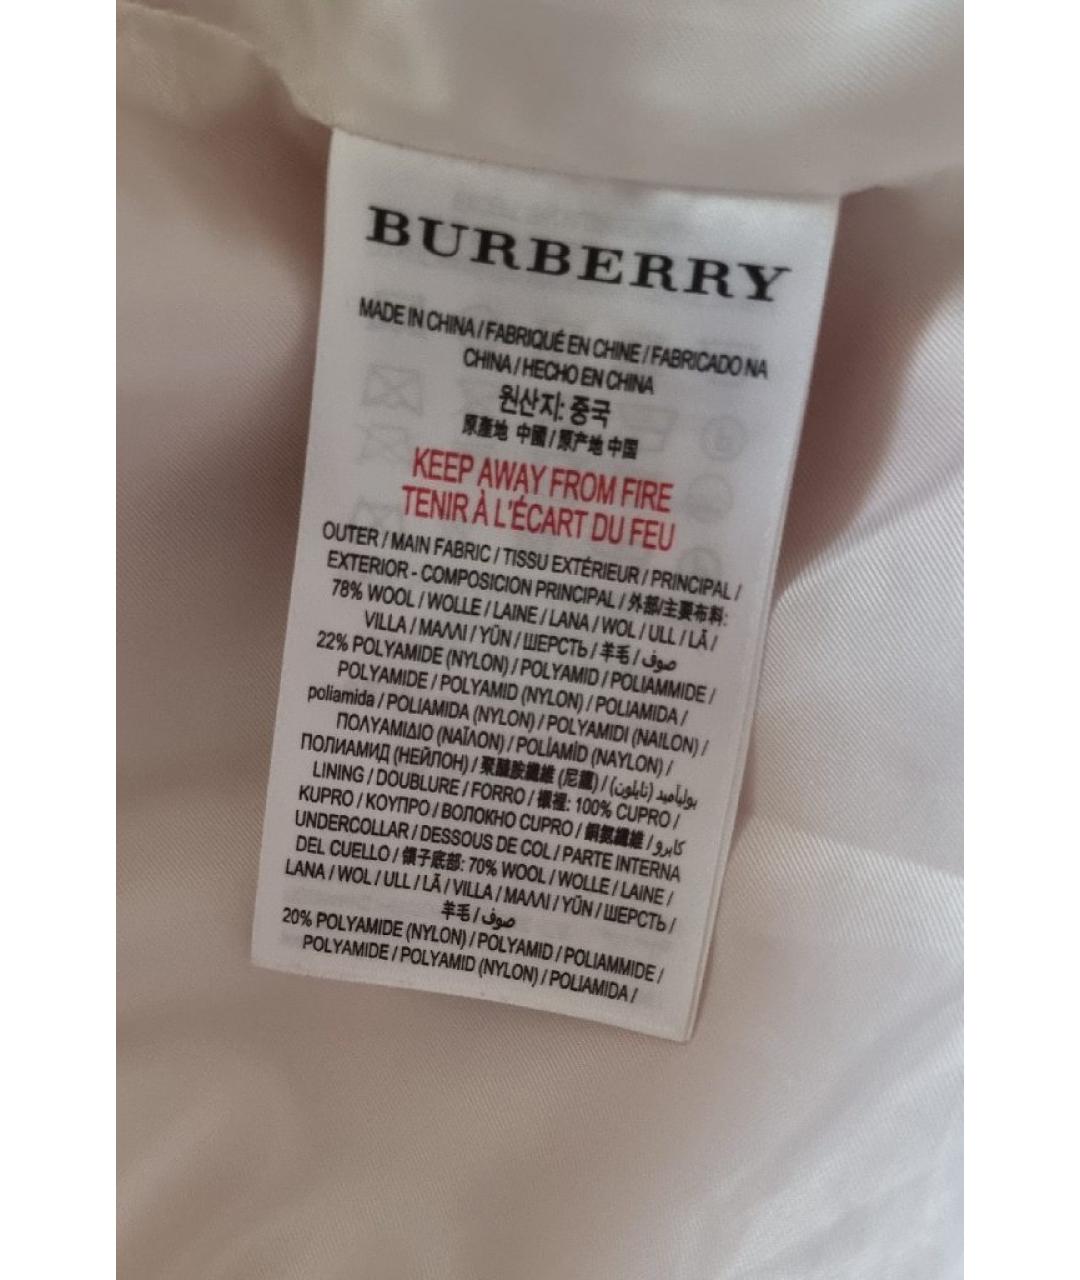 BURBERRY
MADE IN CHINA / FABRIQUÉ EN CHINE / FABRICADO NA
CHINA / HECHO EN CHINA
원산지: 중국
原產地 中國 / 原产地 中国
KEEP AWAY FROM FIRE
TENIR À L'ÉCART DU FEU
OUTER / MAIN FABRIC / TISSU EXTÉRIEUR / PRINCIPAL /
EXTERIOR - COMPOSICION PRINCIPAL / 外部/主要布料:
78% WOOL / WOLLE / LAINE / LANA / WOL / ULL / LÃ /
VILLA / ΜΑΛΛΙ / YÜN / ШЕРСТЬ / 羊毛 / صوف
22% POLYAMIDE (NYLON) / POLYAMID / POLIAMMIDE /
POLYAMIDE / POLYAMID (NYLON) / POLIAMIDA /
poliamida / POLIAMIDA (NYLON) / POLYAMIDI (NAILON) /
ΠΟΛΥΑΜΙΔΙΟ (ΝΑΪΛΟΝ) / POLİAMİD (NAYLON) /
ПОЛИАМИД (НЕЙЛОН) / 聚醯胺纖維 (尼龍) / بولياميد (نايلون)
LINING / DOUBLURE / FORRO / 襯裡: 100% CUPRO /
KUPRO / ΚΟΥΠΡΟ / ВОЛОКНО CUPRO / 銅氨纖維 / كابرو
UNDERCOLLAR / DESSOUS DE COL / PARTE INTERNA
DEL CUELLO / 領子底部: 70% WOOL / WOLLE / LAINE /
LANA / WOL / ULL / LÃ / VILLA / ΜΑΛΛΙ / YÜN / ШЕРСТЬ /
羊毛 / صوف
20% POLYAMIDE (NYLON) / POLYAMID / POLIAMMIDE /
POLYAMIDE / POLYAMID (NYLON) / POLIAMIDA /